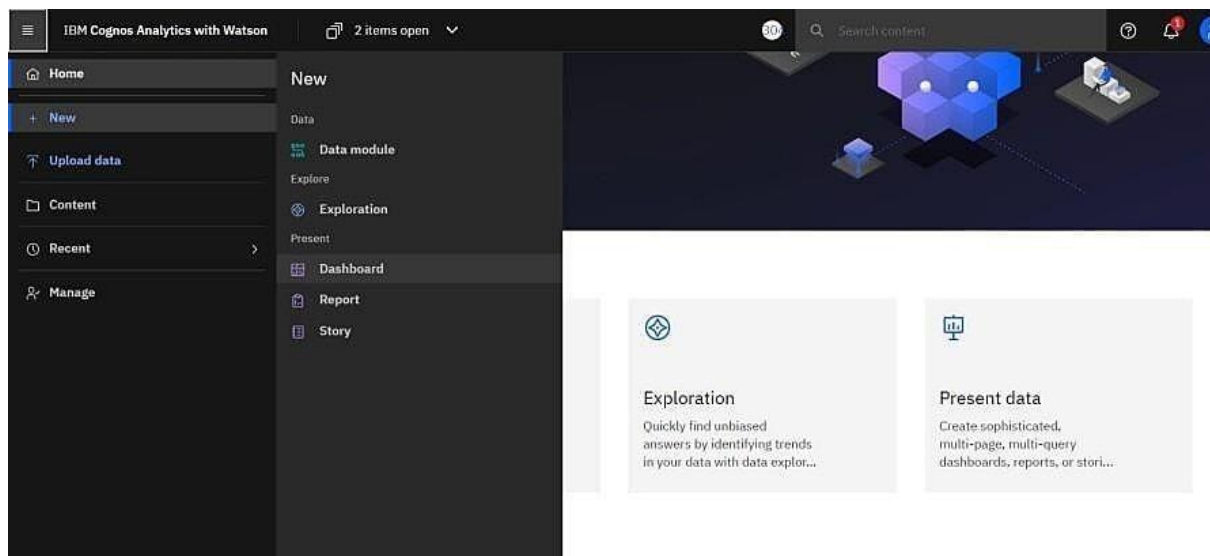 IBM Cognos Analytics with Watson
2 items open
30
Search content
1
Home
New
Upload data
Content
Recent
Manage
New
Data
Data module
Explore
Exploration
Present
Dashboard
Report
Story
Exploration
Quickly find unbiased
answers by identifying trends
in your data with data explor...
Present data
Create sophisticated,
multi-page, multi-query
dashboards, reports, or stori...